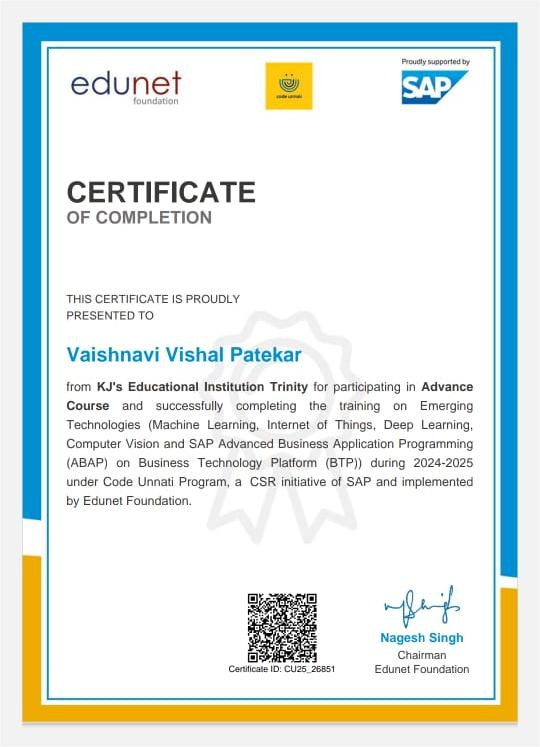 edunet
foundation
code unnati
Proudly supported by
SAP
CERTIFICATE
OF COMPLETION
THIS CERTIFICATE IS PROUDLY
PRESENTED TO
Vaishnavi Vishal Patekar
from KJ's Educational Institution Trinity for participating in Advance
Course and successfully completing the training on Emerging
Technologies (Machine Learning, Internet of Things, Deep Learning,
Computer Vision and SAP Advanced Business Application Programming
(ABAP) on Business Technology Platform (BTP)) during 2024-2025
under Code Unnati Program, a CSR initiative of SAP and implemented
by Edunet Foundation.
Certificate ID: CU25_26851
Nagesh Singh
Chairman
Edunet Foundation